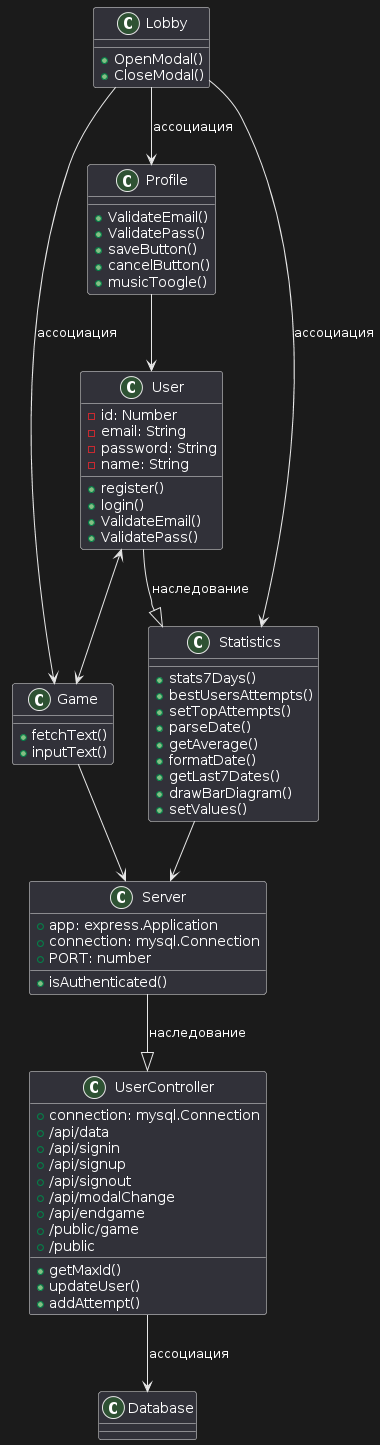 C Lobby
OpenModal()
CloseModal()
ассоциация
C Profile
ValidateEmail()
ValidatePass()
saveButton()
cancelButton()
musicToogle()
ассоциация
ассоциация
C User
id: Number
email: String
password: String
name: String
register()
login()
ValidateEmail()
ValidatePass()
наследование
C Statistics
stats7Days()
bestUsersAttempts()
setTopAttempts()
parseDate()
getAverage()
formatDate()
getLast7Dates()
drawBarDiagram()
setValues()
C Game
fetchText()
inputText()
C Server
app: express.Application
connection: mysql.Connection
PORT: number
isAuthenticated()
наследование
C UserController
connection: mysql.Connection
/api/data
/api/signin
/api/signup
/api/signout
/api/modalChange
/api/endgame
/public/game
/public
getMaxId()
updateUser()
addAttempt()
ассоциация
C Database